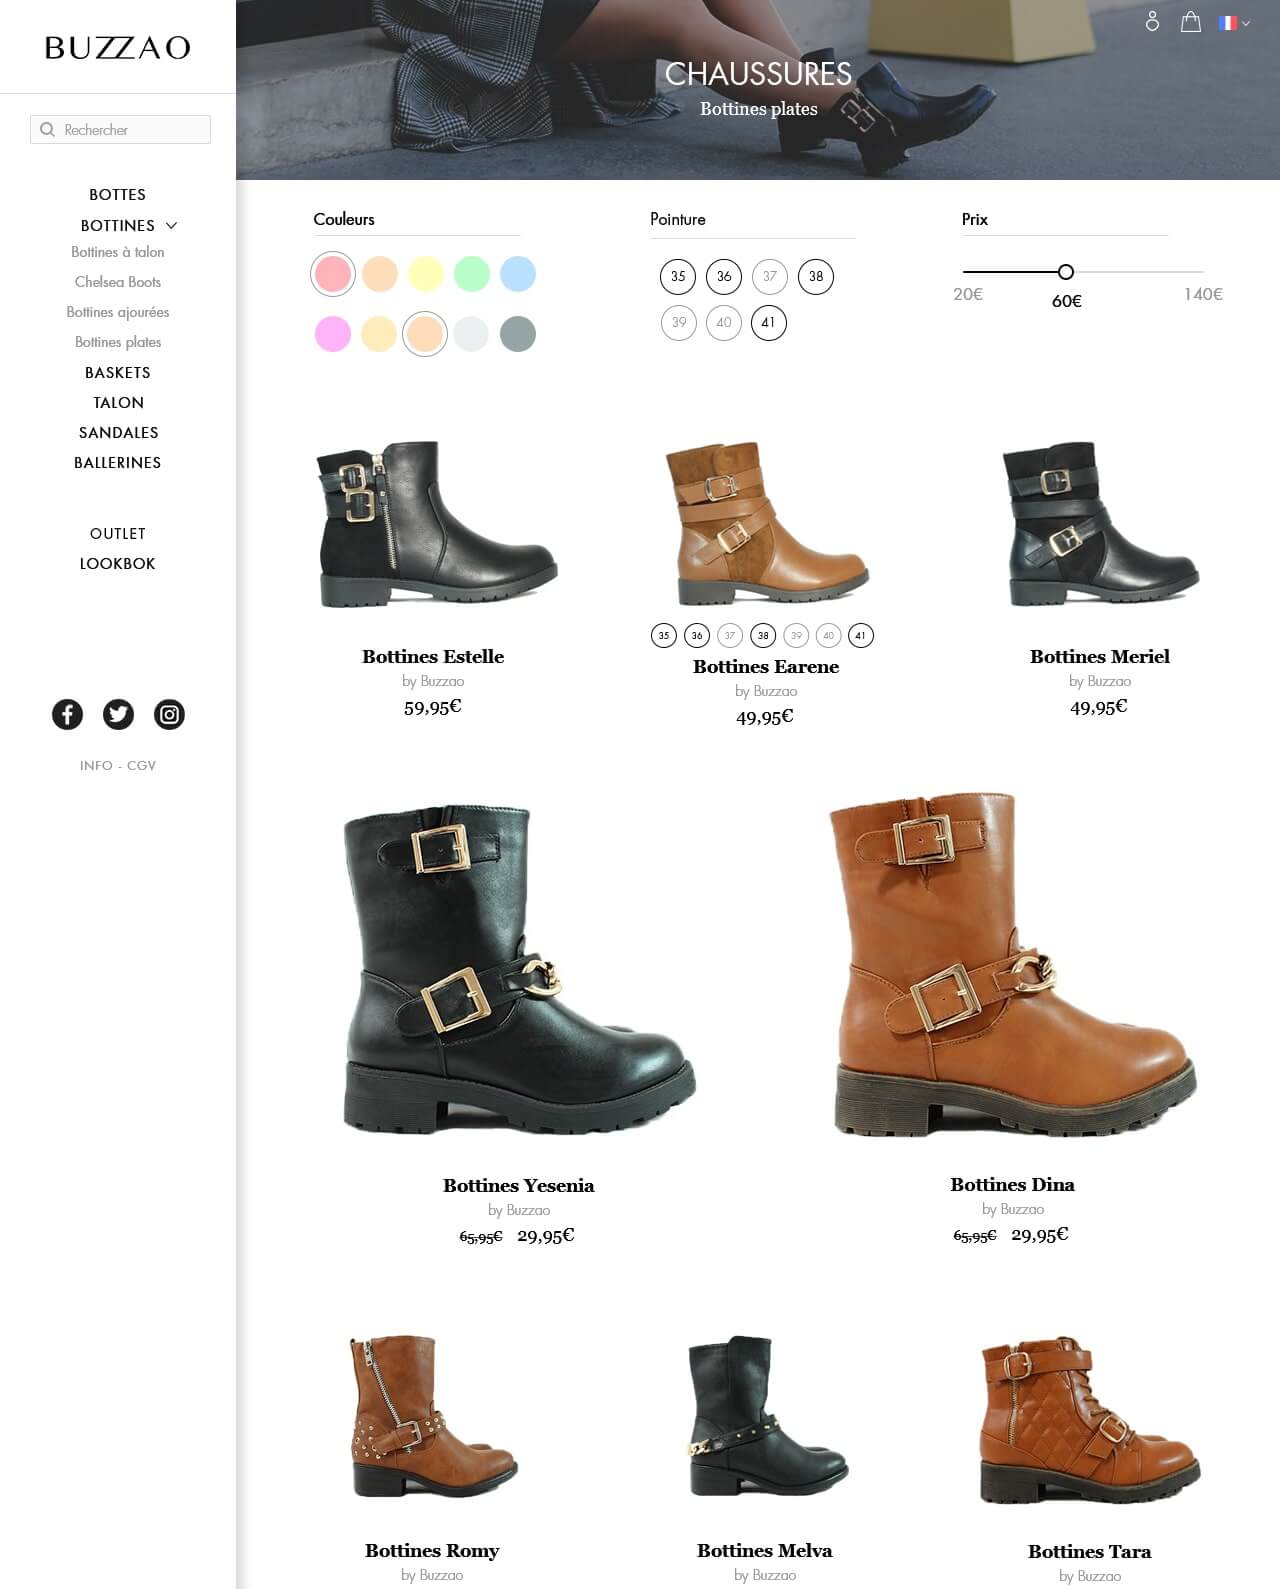 BUZZAO
Rechercher
BOTTES
BOTTINES
Bottines à talon
Chelsea Boots
Bottines ajourées
Bottines plates
BASKETS
TALON
SANDALES
BALLERINES
OUTLET
LOOKBOK
INFO - CGV
CHAUSSURES
Bottines plates
Couleurs
Pointure
35 36 37 38
39 40 41
Prix
20€ 60€ 140€
Bottines Estelle
by Buzzao
59,95€
35 36 37 38 39 40 41
Bottines Earene
by Buzzao
49,95€
Bottines Meriel
by Buzzao
49,95€
Bottines Yesenia
by Buzzao
65,95€ 29,95€
Bottines Dina
by Buzzao
65,95€ 29,95€
Bottines Romy
by Buzzao
Bottines Melva
by Buzzao
Bottines Tara
by Buzzao